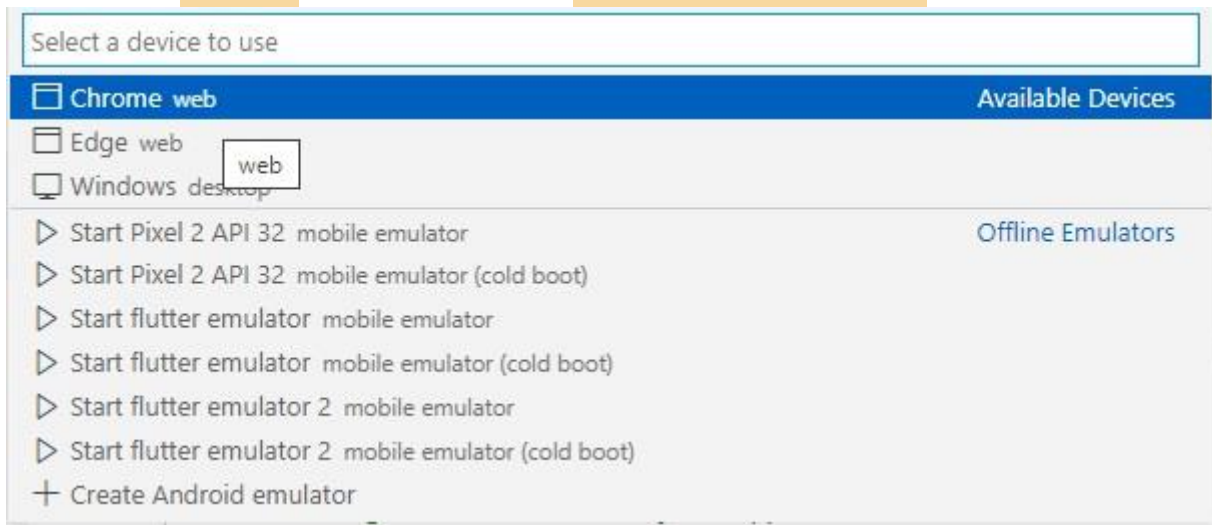 Select a device to use
Chrome web Available Devices
Edge web
web
Windows desktop
Start Pixel 2 API 32 mobile emulator Offline Emulators
Start Pixel 2 API 32 mobile emulator (cold boot)
Start flutter emulator mobile emulator
Start flutter emulator mobile emulator (cold boot)
Start flutter emulator 2 mobile emulator
Start flutter emulator 2 mobile emulator (cold boot)
Create Android emulator